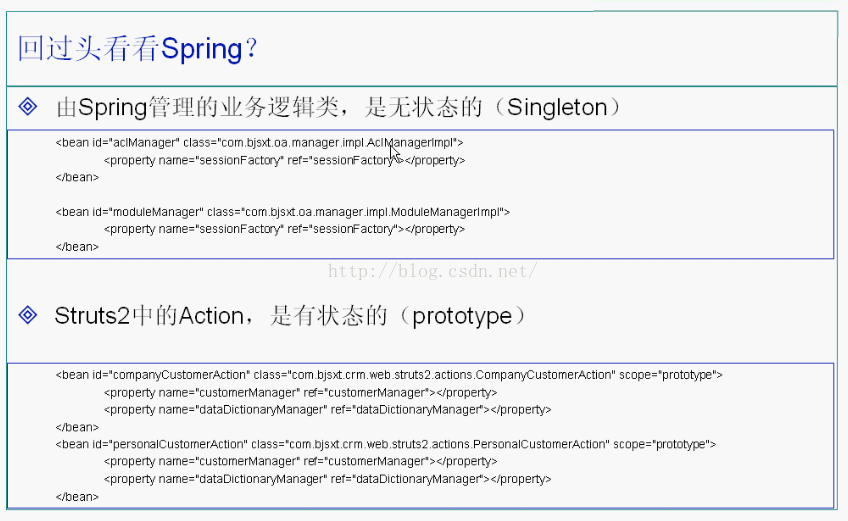 回过头看看Spring?
由Spring管理的业务逻辑类，是无状态的（Singleton）
<bean id="aclManager" class="com.bjsxt.oa.manager.impl.AclManagerImpl">
<property name="sessionFactory" ref="sessionFactory"></property>
</bean>
<bean id="moduleManager" class="com.bjsxt.oa.manager.impl.ModuleManagerImpl">
<property name="sessionFactory" ref="sessionFactory"></property>
</bean>
http://blog.csdn.net/
Struts2中的Action，是有状态的（prototype）
<bean id="companyCustomerAction" class="com.bjsxt.crm.web.struts2.actions.CompanyCustomerAction" scope="prototype">
<property name="customerManager" ref="customerManager"></property>
<property name="dataDictionaryManager" ref="dataDictionaryManager"></property>
</bean>
<bean id="personalCustomerAction" class="com.bjsxt.crm.web.struts2.actions.PersonalCustomerAction" scope="prototype">
<property name="customerManager" ref="customerManager"></property>
<property name="dataDictionaryManager" ref="dataDictionaryManager"></property>
</bean>